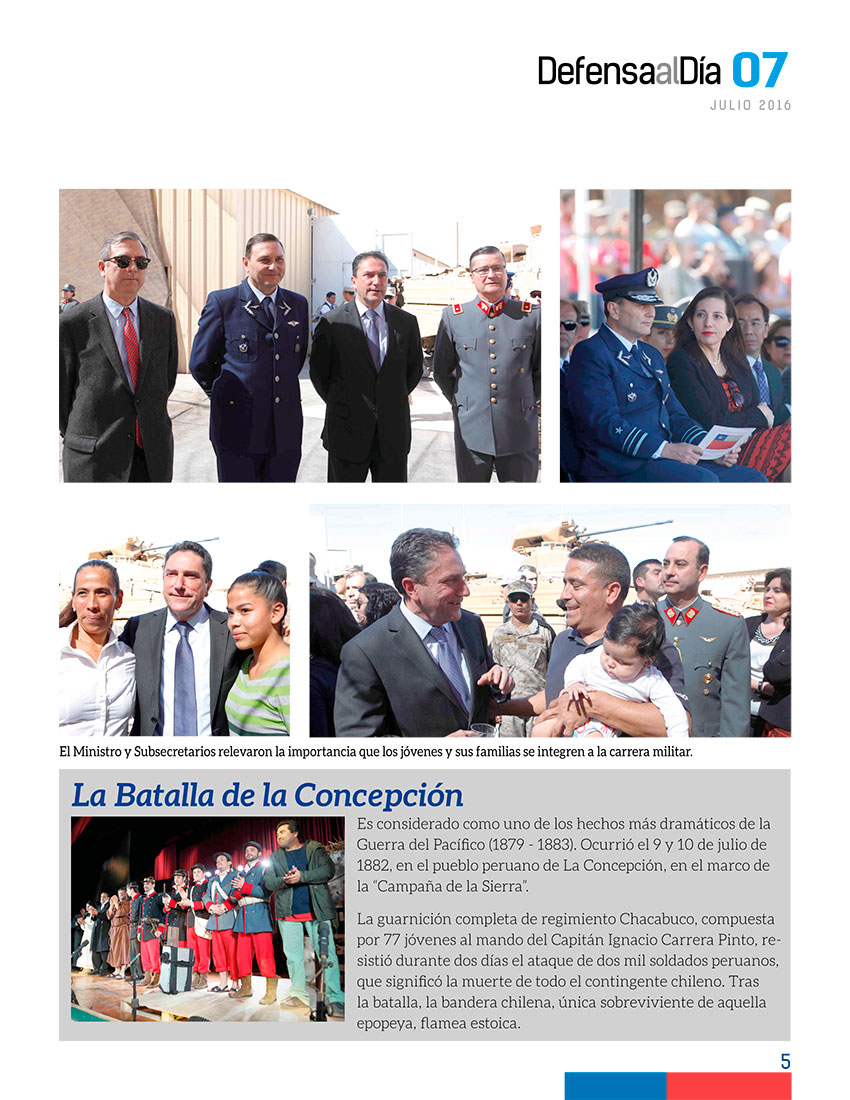 DefensaalDía 07
JULIO 2016
El Ministro y Subsecretarios relevaron la importancia que los jóvenes y sus familias se integren a la carrera militar.
La Batalla de la Concepción
Es considerado como uno de los hechos más dramáticos de la
Guerra del Pacífico (1879 - 1883). Ocurrió el 9 y 10 de julio de
1882, en el pueblo peruano de La Concepción, en el marco de
la “Campaña de la Sierra”.
La guarnición completa de regimiento Chacabuco, compuesta
por 77 jóvenes al mando del Capitán Ignacio Carrera Pinto, re-
sistió durante dos días el ataque de dos mil soldados peruanos,
que significó la muerte de todo el contingente chileno. Tras
la batalla, la bandera chilena, única sobreviviente de aquella
epopeya, flamea estoica.
5